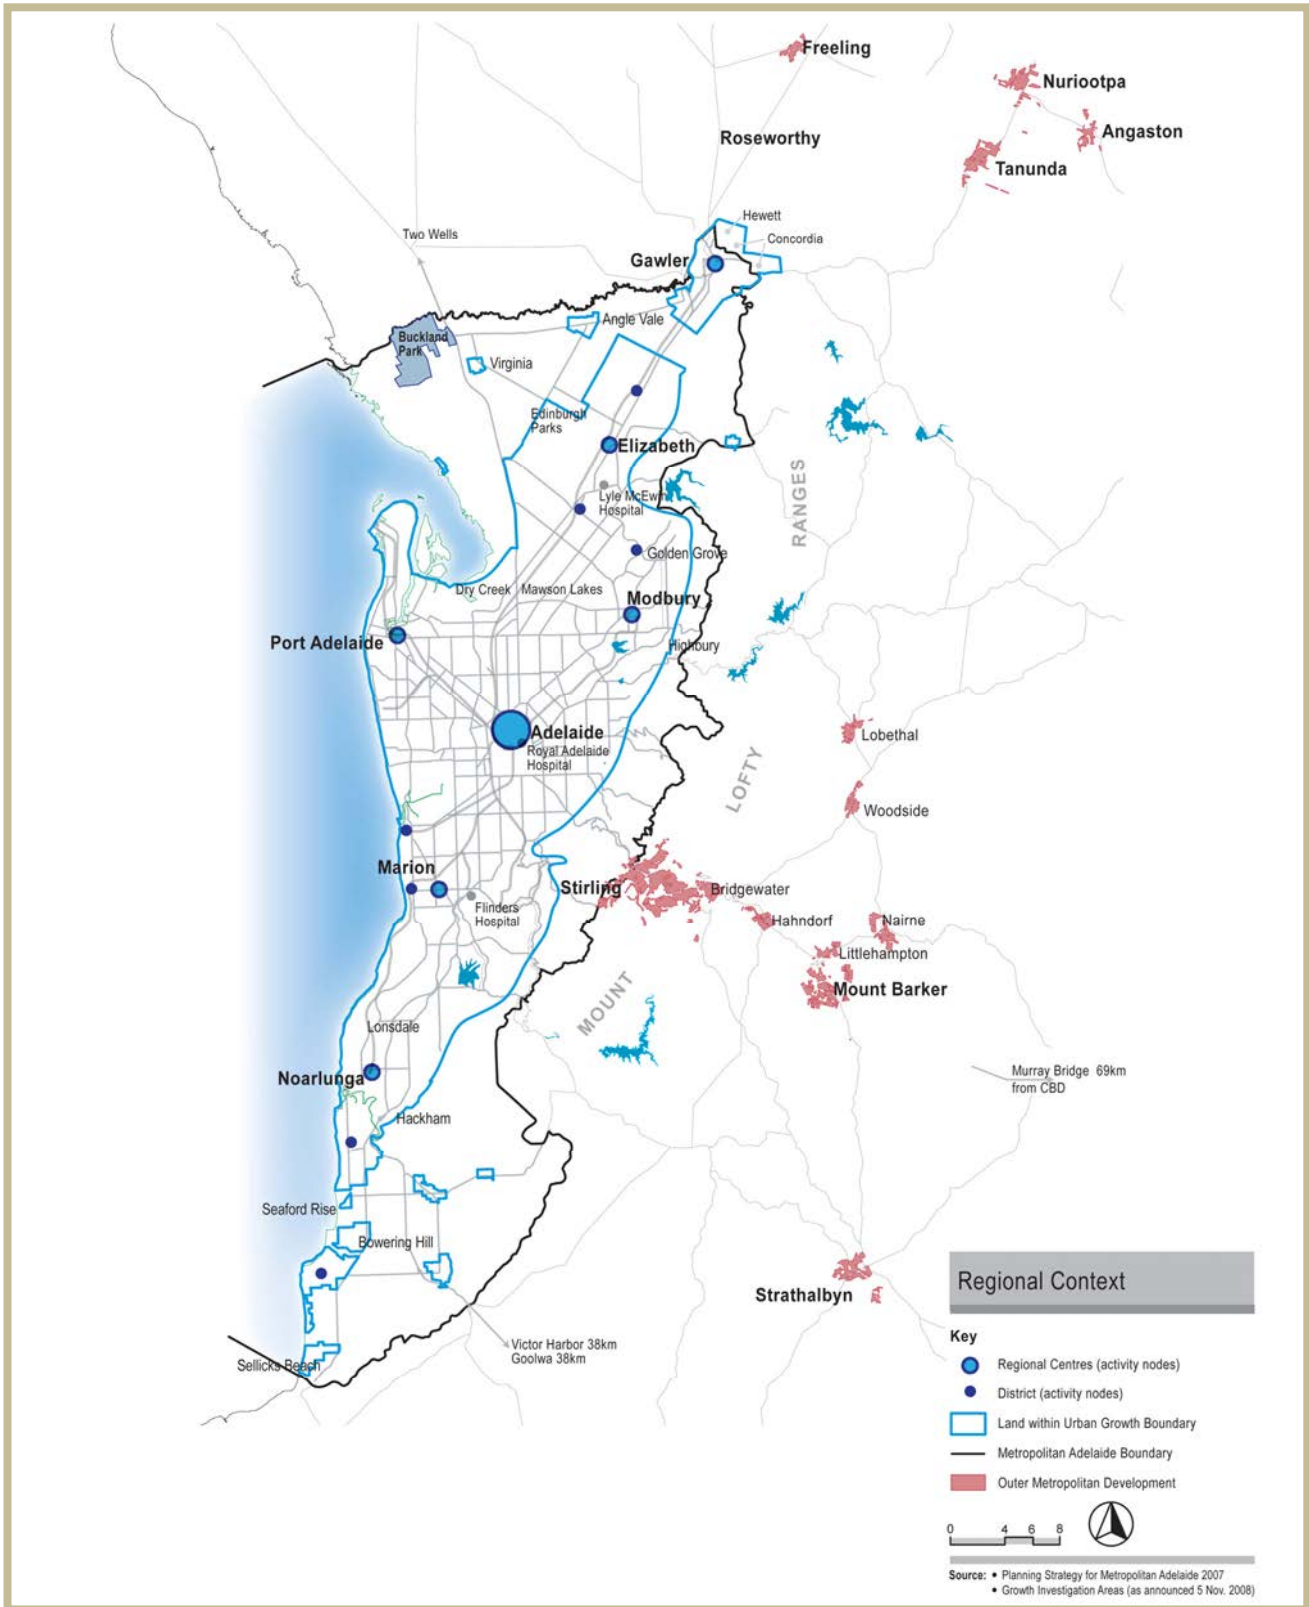 Freeling
Nuriootpa
Angaston
Roseworthy
Tanunda
Hewett
Two Wells
Concordia
Gawler
Angle Vale
Buckland
Park
Virginia
Edinburgh
Parks
Elizabeth
RANGES
Lyle McEwin
Hospital
Golden Grove
Dry Creek
Mawson Lakes
Modbury
Port Adelaide
Highbury
Adelaide
Royal Adelaide
Hospital
Lobethal
LOFTY
Woodside
Marion
Stirling
Bridgewater
Flinders
Hospital
Hahndorf
Nairne
Littlehampton
MOUNT
Mount Barker
Lonsdale
Noarlunga
Murray Bridge 69km
from CBD
Hackham
Seaford Rise
Bowering Hill
Strathalbyn
Victor Harbor 38km
Goolwa 38km
Sellicks Beach
Regional Context
Key
Regional Centres (activity nodes)
District (activity nodes)
Land within Urban Growth Boundary
Metropolitan Adelaide Boundary
Outer Metropolitan Development
0 4 6 8
Source: • Planning Strategy for Metropolitan Adelaide 2007
• Growth Investigation Areas (as announced 5 Nov. 2008)